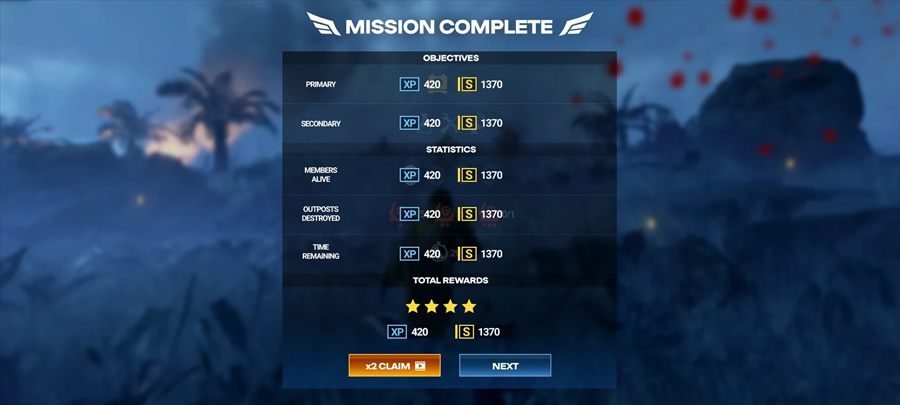 MISSION COMPLETE
OBJECTIVES
PRIMARY XP 420 S 1370
SECONDARY XP 420 S 1370
STATISTICS
MEMBERS
ALIVE
XP 420 S 1370
OUTPOSTS
DESTROYED
XP 420 S 1370
TIME
REMAINING
XP 420 S 1370
TOTAL REWARDS
XP 420 S 1370
x2 CLAIM
NEXT